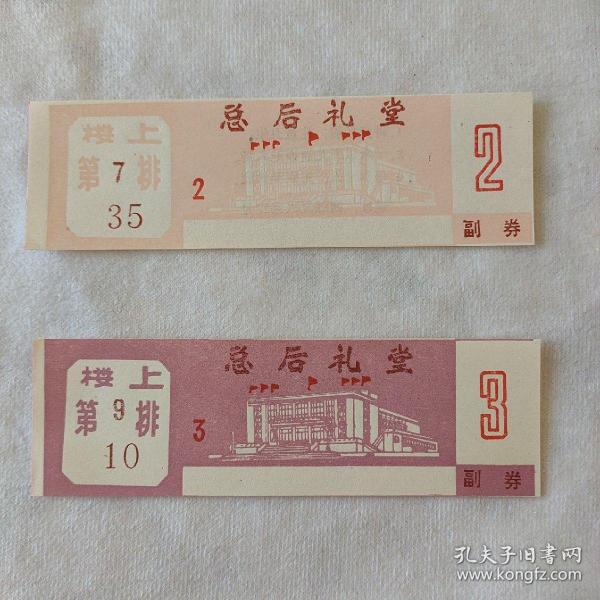 总后礼堂
楼上
第7排
35
2
2
副券
总后礼堂
楼上
第9排
10
3
3
副券
孔夫子旧书网
www.kongfz.com